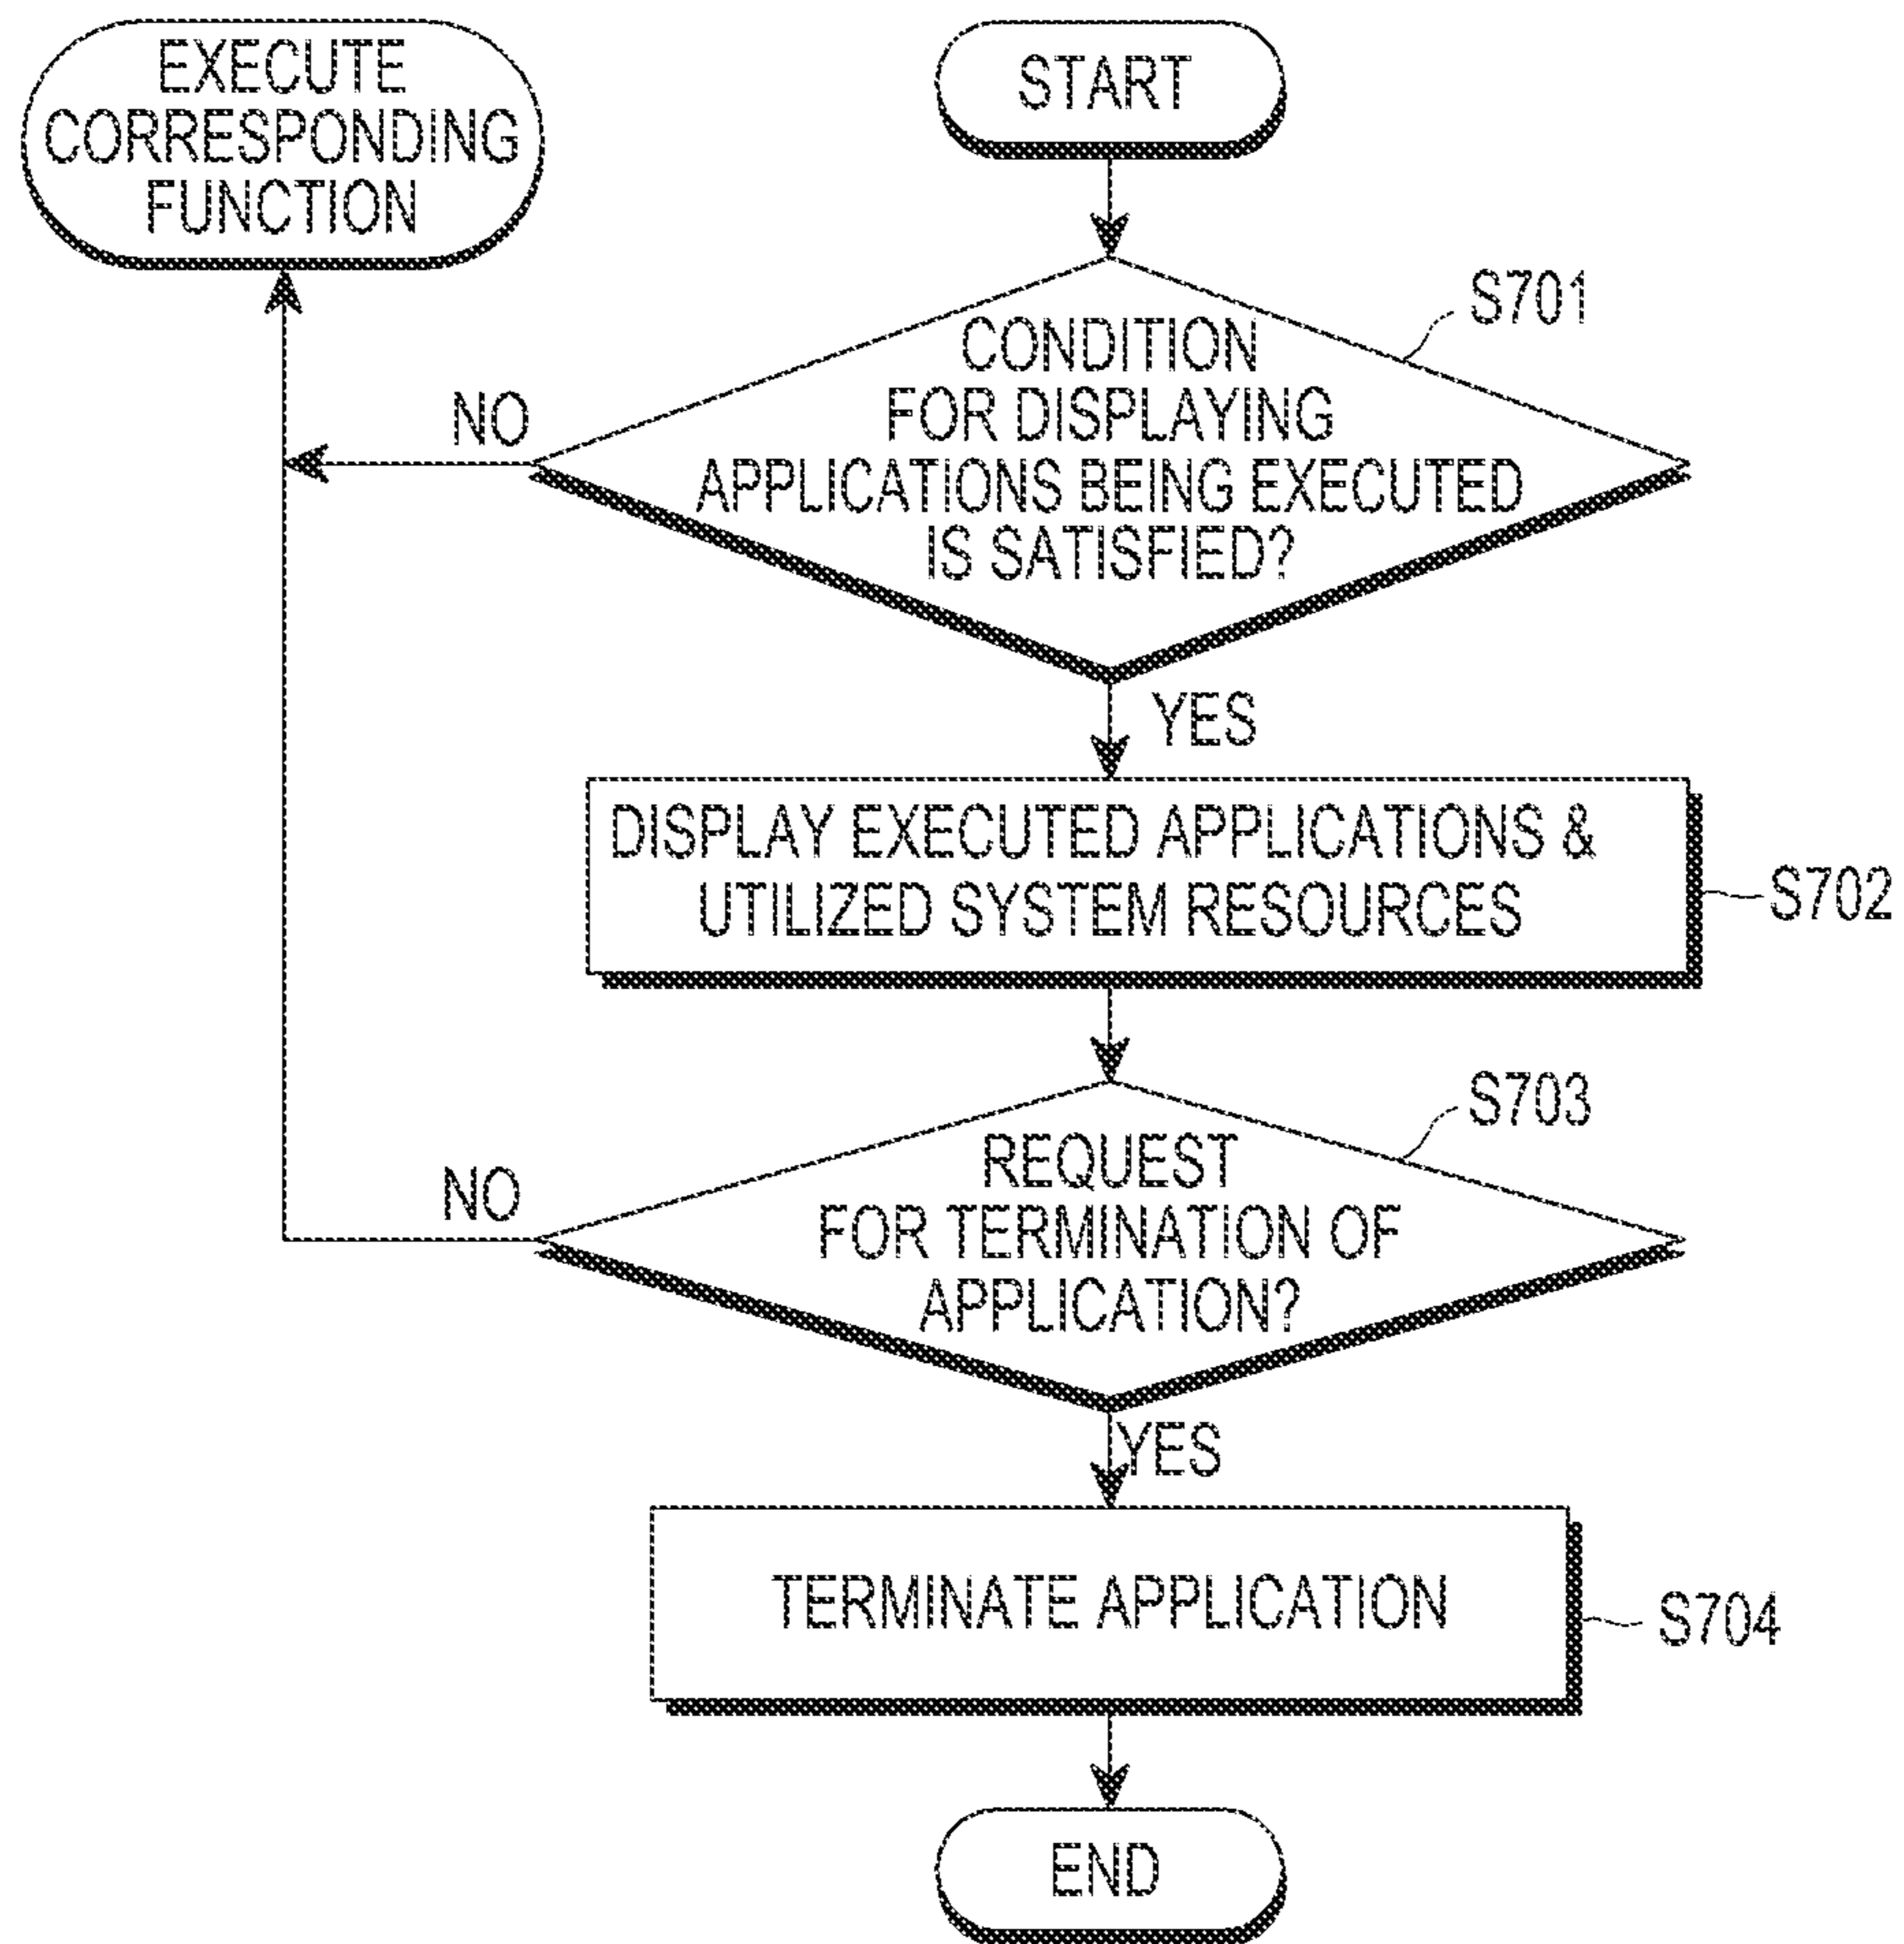 EXECUTE
CORRESPONDING
FUNCTION
START
S701
CONDITION
FOR DISPLAYING
APPLICATIONS BEING EXECUTED
IS SATISFIED?
NO
YES
DISPLAY EXECUTED APPLICATIONS &
UTILIZED SYSTEM RESOURCES
S702
S703
REQUEST
FOR TERMINATION OF
APPLICATION?
NO
YES
TERMINATE APPLICATION
S704
END